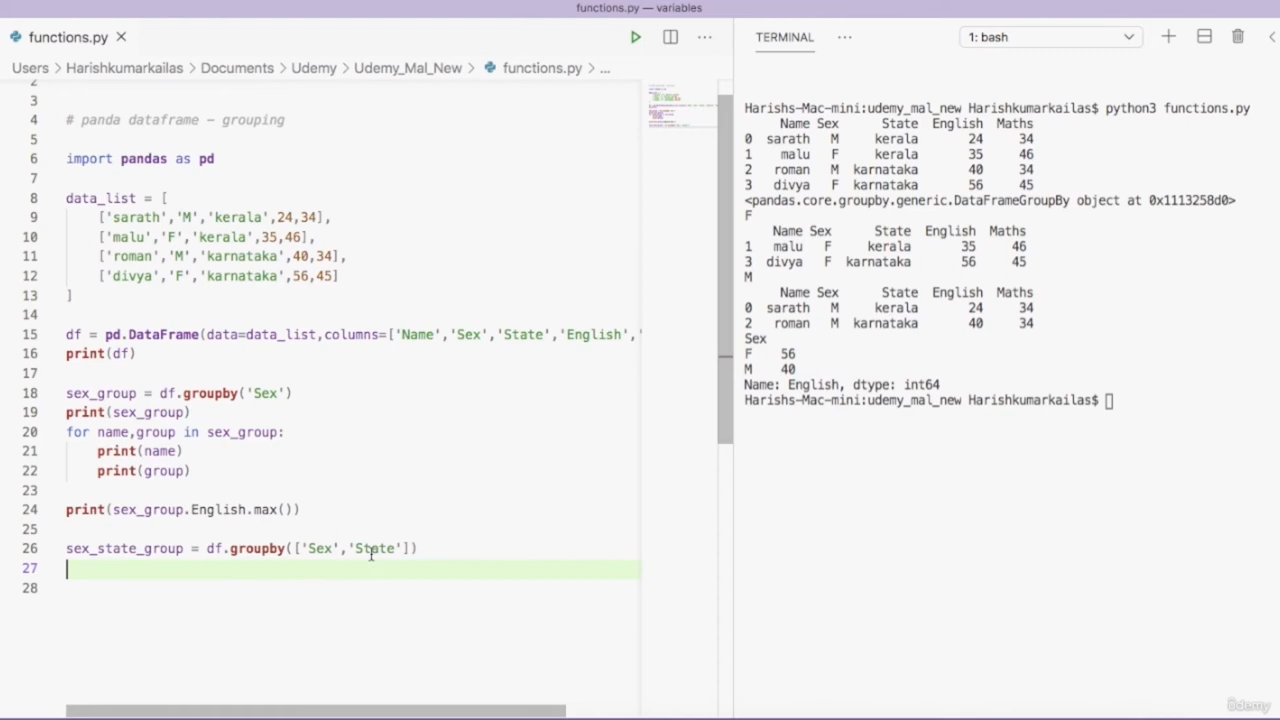 functions.py — variables
functions.py
Users > Harishkumarkailas > Documents > Udemy > Udemy_Mal_New > functions.py > ...
2
3
4 # panda dataframe - grouping
5
6 import pandas as pd
7
8 data_list = [
9 ['sarath','M','kerala',24,34],
10 ['malu','F','kerala',35,46],
11 ['roman','M','karnataka',40,34],
12 ['divya','F','karnataka',56,45]
13 ]
14
15 df = pd.DataFrame(data=data_list,columns=['Name','Sex','State','English','
16 print(df)
17
18 sex_group = df.groupby('Sex')
19 print(sex_group)
20 for name,group in sex_group:
21 print(name)
22 print(group)
23
24 print(sex_group.English.max())
25
26 sex_state_group = df.groupby(['Sex','State'])
27
28
TERMINAL
1: bash
Harishs-Mac-mini:udemy_mal_new Harishkumarkailas$ python3 functions.py
Name Sex State English Maths
0 sarath M kerala 24 34
1 malu F kerala 35 46
2 roman M karnataka 40 34
3 divya F karnataka 56 45
<pandas.core.groupby.generic.DataFrameGroupBy object at 0x1113258d0>
F
Name Sex State English Maths
1 malu F kerala 35 46
3 divya F karnataka 56 45
M
Name Sex State English Maths
0 sarath M kerala 24 34
2 roman M karnataka 40 34
Sex
F 56
M 40
Name: English, dtype: int64
Harishs-Mac-mini:udemy_mal_new Harishkumarkailas$
Udemy